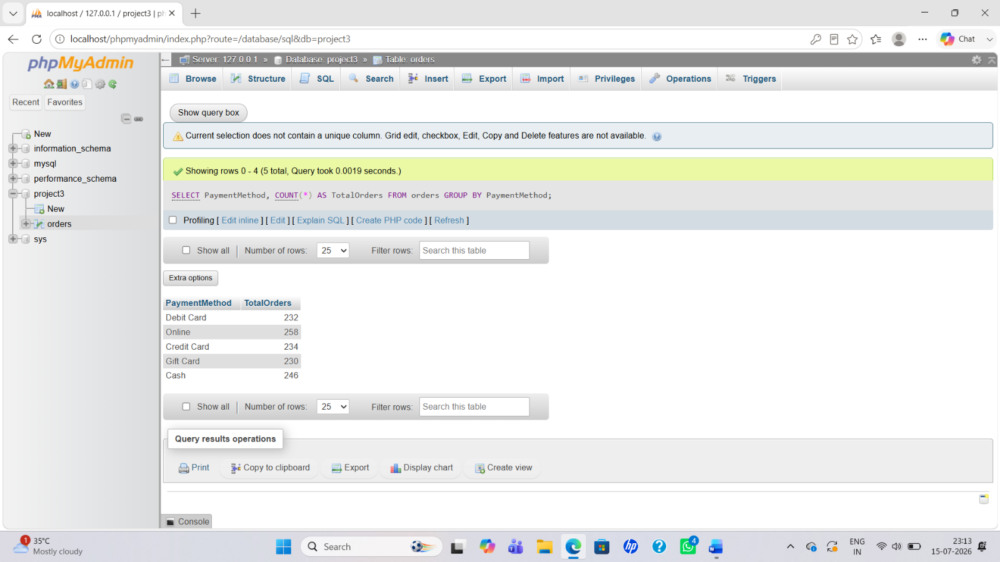 localhost / 127.0.0.1 / project3 | ph
localhost/phpmyadmin/index.php?route=/database/sql&db=project3
Chat
phpMyAdmin
Recent Favorites
New
information_schema
mysql
performance_schema
project3
New
orders
sys
Server: 127.0.0.1 » Database: project3 » Table: orders
Browse Structure SQL Search Insert Export Import Privileges Operations Triggers
Show query box
Current selection does not contain a unique column. Grid edit, checkbox, Edit, Copy and Delete features are not available.
Showing rows 0 - 4 (5 total, Query took 0.0019 seconds.)
SELECT PaymentMethod, COUNT(*) AS TotalOrders FROM orders GROUP BY PaymentMethod;
Profiling [ Edit inline ] [ Edit ] [ Explain SQL ] [ Create PHP code ] [ Refresh ]
Show all | Number of rows: 25 Filter rows: Search this table
Extra options
PaymentMethod TotalOrders
Debit Card 232
Online 258
Credit Card 234
Gift Card 230
Cash 246
Show all | Number of rows: 25 Filter rows: Search this table
Query results operations
Print Copy to clipboard Export Display chart Create view
Console
1 35°C
Mostly cloudy
Search
4
ENG
IN
23:13
15-07-2026